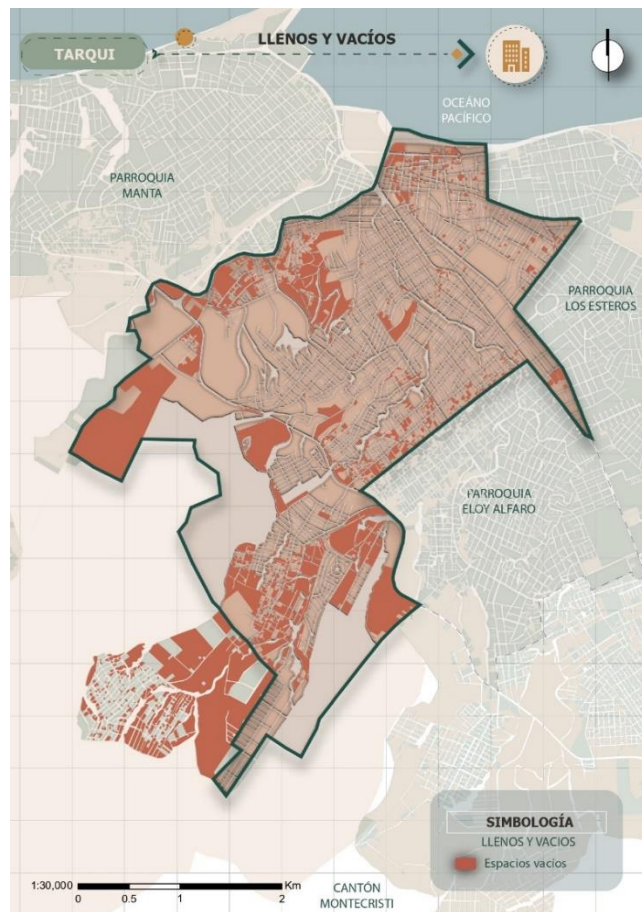 TARQUI
LLENOS Y VACÍOS
OCEÁNO
PACÍFICO
PARROQUIA
MANTA
PARROQUIA
LOS ESTEROS
PARROQUIA
ELOY ALFARO
SIMBOLOGÍA
LLENOS Y VACIOS
Espacios vacíos
1:30,000
Km
0 0.5 1 2
CANTÓN
MONTECRISTI